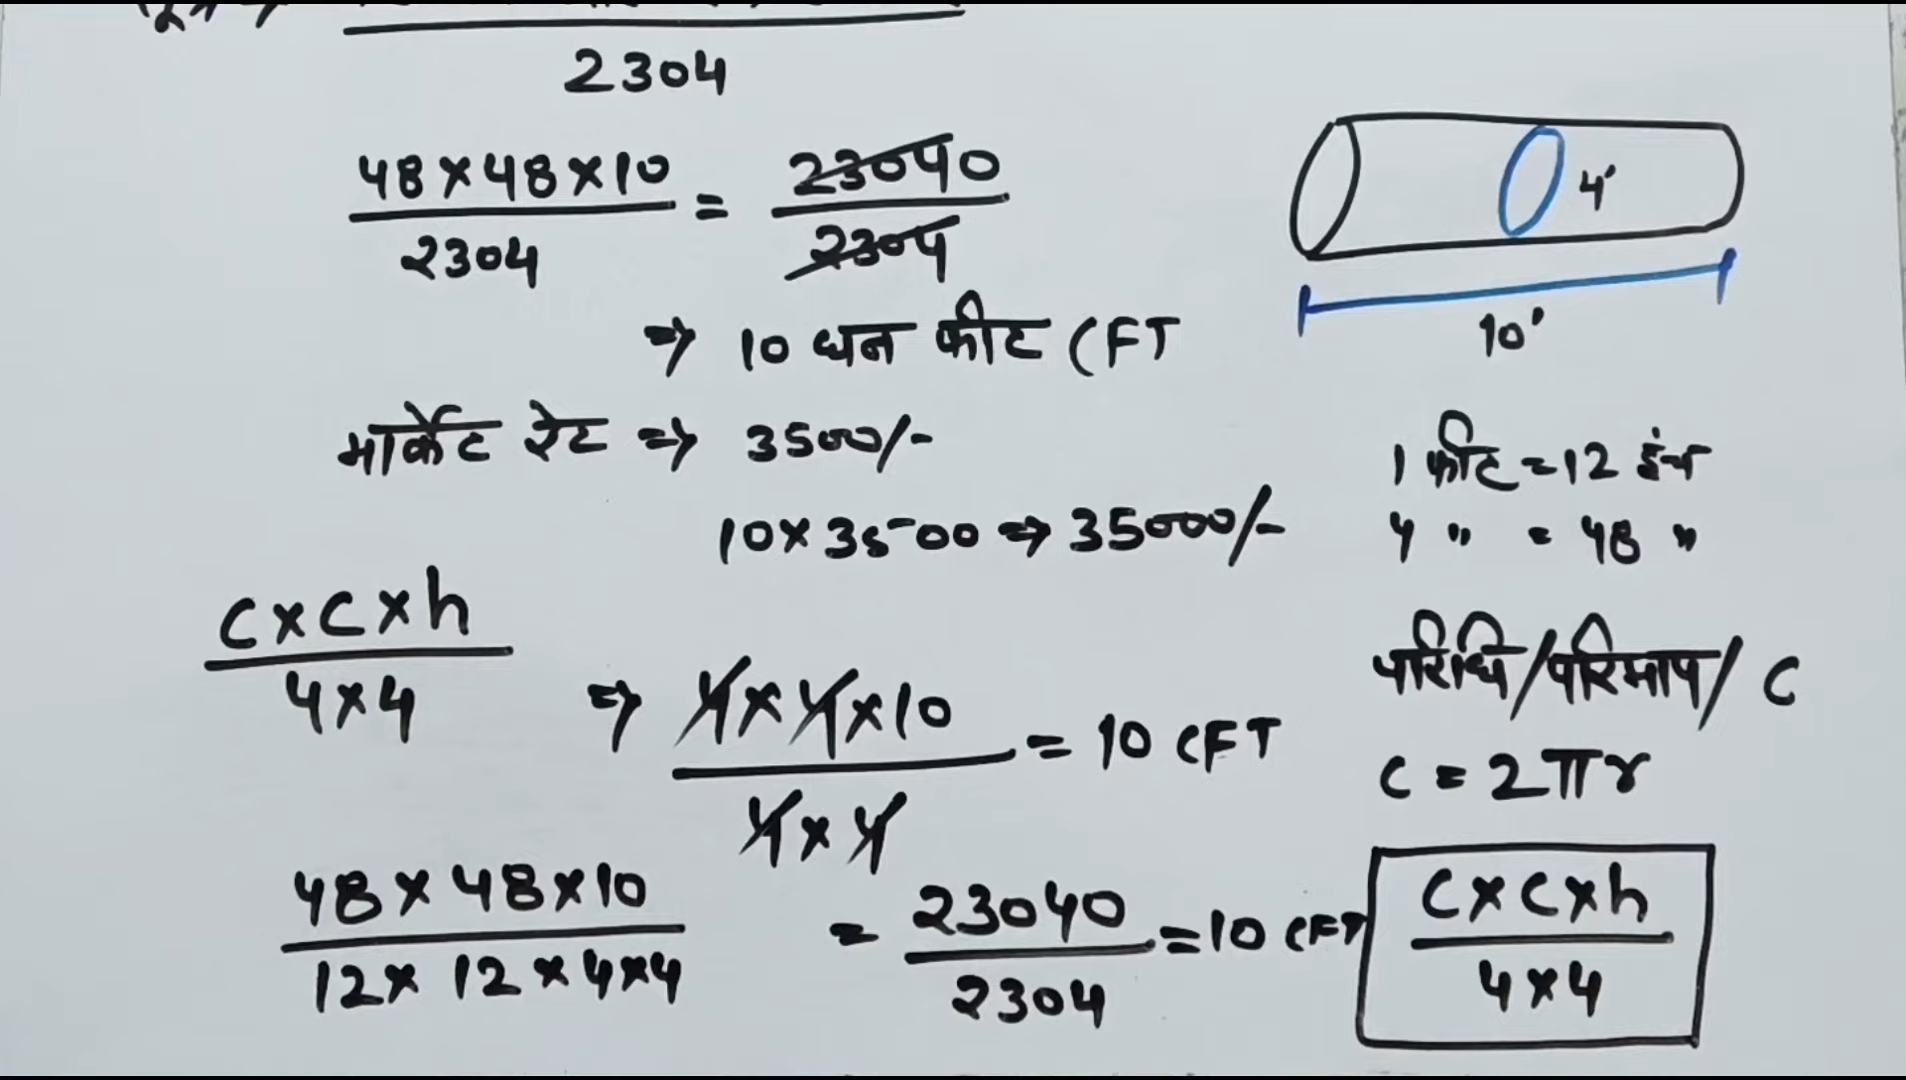 2304
48×48×10 / 2304 = 23040 / 2304
4'
⇒ 10 धन फीट CFT
10'
मार्केट रेट ⇒ 3500/-
1 फीट = 12 इंच
10×3500 ⇒ 35000/-
4 " = 48 "
C×C×h / 4×4 ⇒ 4×4×10 / 4×4 = 10 CFT
परिधि/परिमाप/ C
C = 2πr
48×48×10 / 12×12×4×4 = 23040 / 2304 = 10 CFT
C×C×h / 4×4